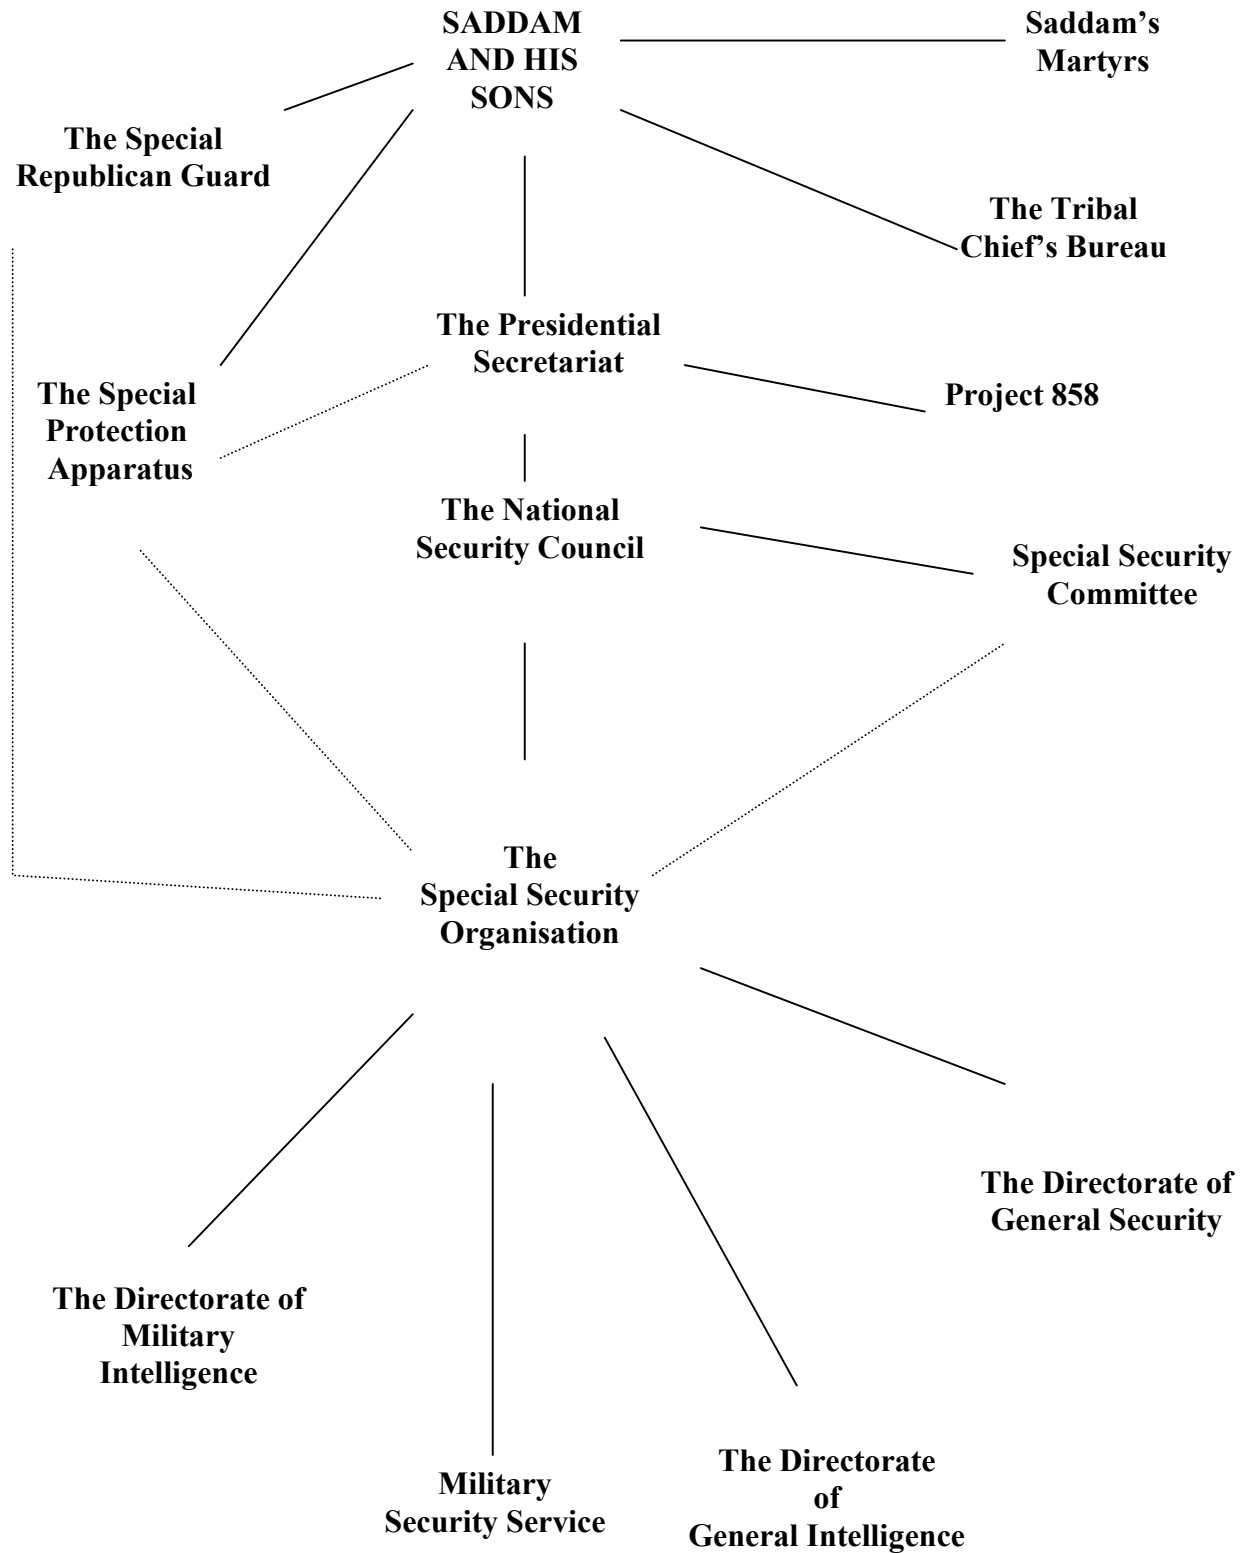 SADDAM
AND HIS
SONS
Saddam’s
Martyrs
The Special
Republican Guard
The Tribal
Chief’s Bureau
The Presidential
Secretariat
The Special
Protection
Apparatus
Project 858
The National
Security Council
Special Security
Committee
The
Special Security
Organisation
The Directorate of
General Security
The Directorate of
Military
Intelligence
Military
Security Service
The Directorate
of
General Intelligence